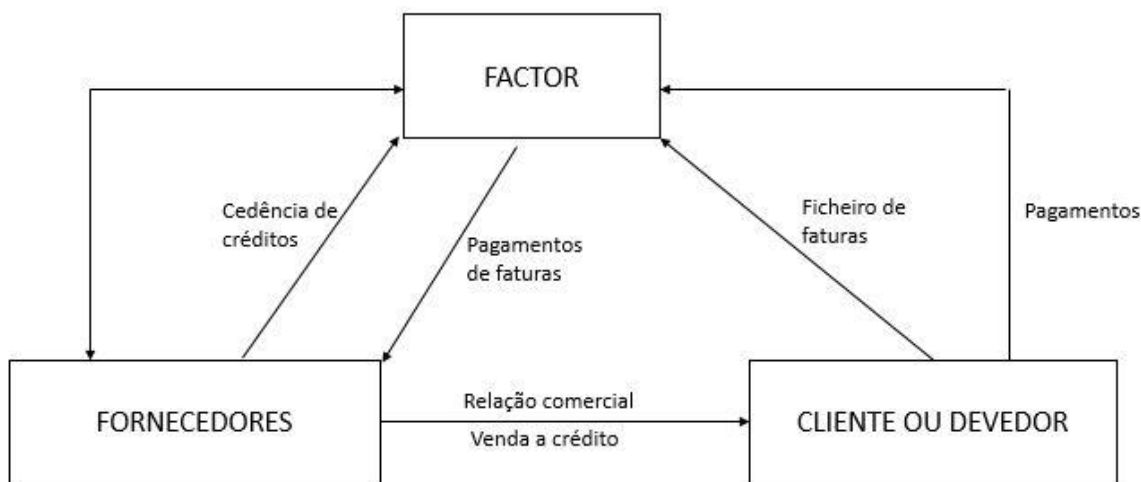 FACTOR
Cedência de
créditos
Pagamentos
de faturas
Ficheiro de
faturas
Pagamentos
FORNECEDORES
Relação comercial
Venda a crédito
CLIENTE OU DEVEDOR